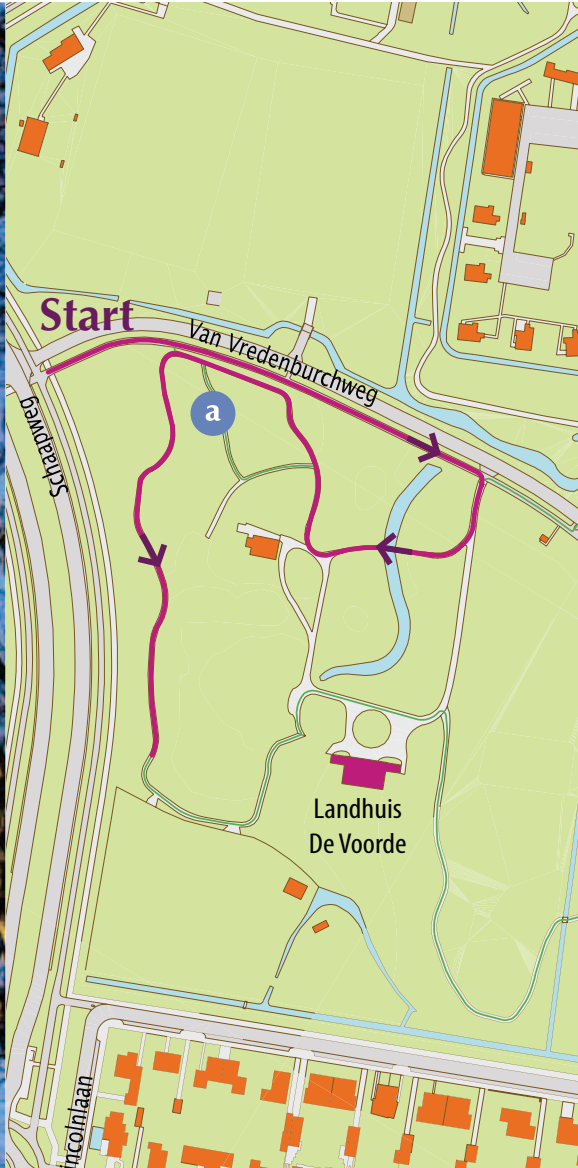 Start
Van Vredenburchweg
a
Schaapweg
Landhuis
De Voorde
incolnlaan